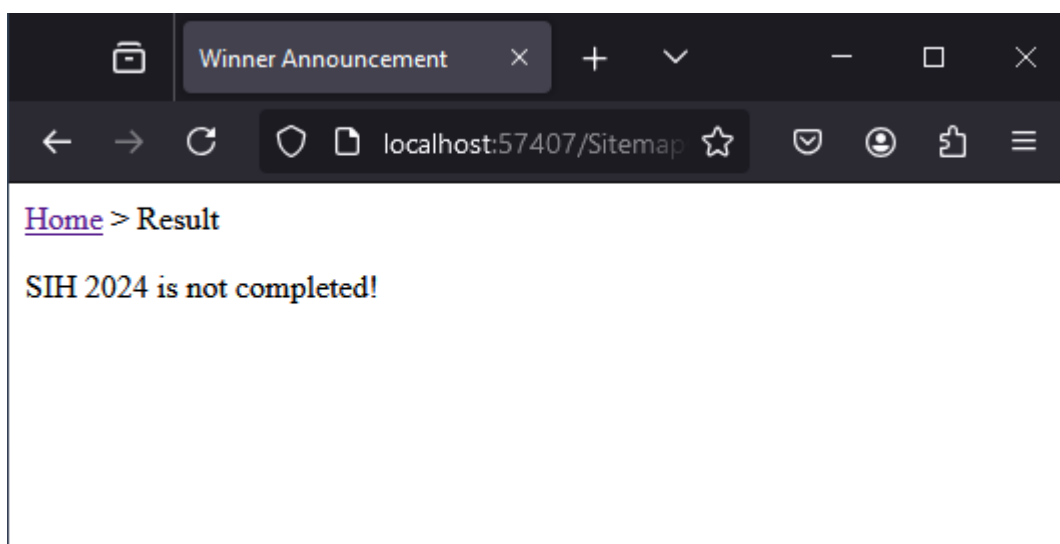 Winner Announcement
localhost:57407/Sitemap
Home > Result
SIH 2024 is not completed!